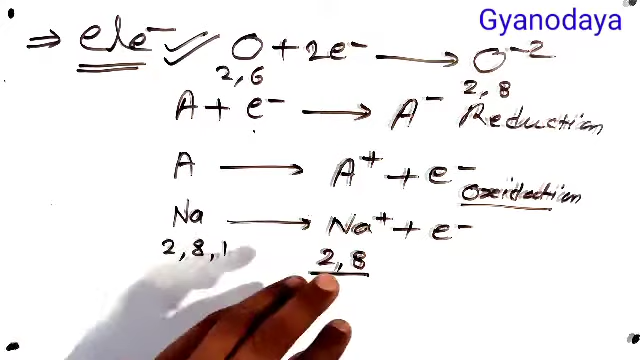 Gyanodaya
⇒ ele⁻ ✓ O + 2e⁻ → O⁻²
2, 6 2, 8
A + e⁻ → A⁻ Reduction
A → A⁺ + e⁻ Oxidation
Na → Na⁺ + e⁻
2, 8, 1 2, 8